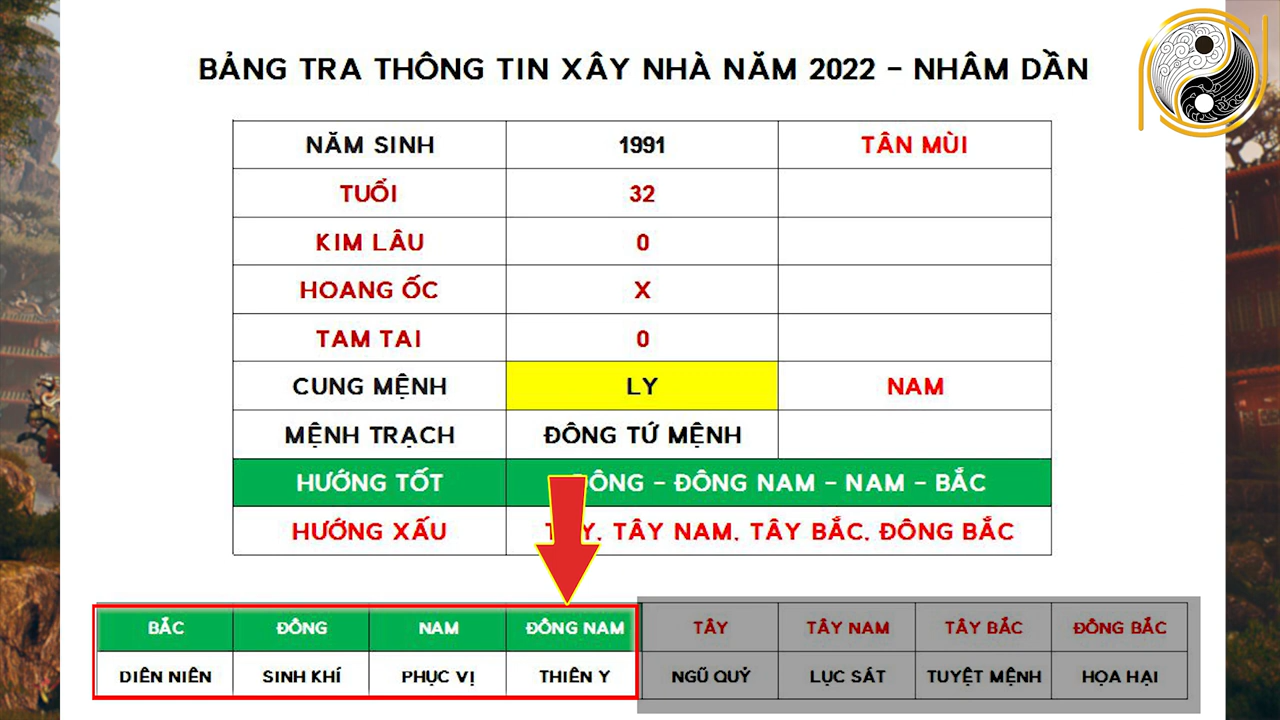 BẢNG TRA THÔNG TIN XÂY NHÀ NĂM 2022 - NHÂM DẦN
NĂM SINH 1991 TÂN MÙI
TUỔI 32
KIM LÂU 0
HOANG ỐC X
TAM TAI 0
CUNG MỆNH LY NAM
MỆNH TRẠCH ĐÔNG TỨ MỆNH
HƯỚNG TỐT - ĐÔNG NAM - NAM - BẮC
HƯỚNG XẤU TÂY NAM. TÂY BẮC. ĐÔNG BẮC
BẮC ĐÔNG NAM ĐÔNG NAM TÂY TÂY NAM TÂY BẮC ĐÔNG BẮC
DIÊN NIÊN SINH KHÍ PHỤC VỊ THIÊN Y NGŨ QUỶ LỤC SÁT TUYỆT MỆNH HỌA HẠI